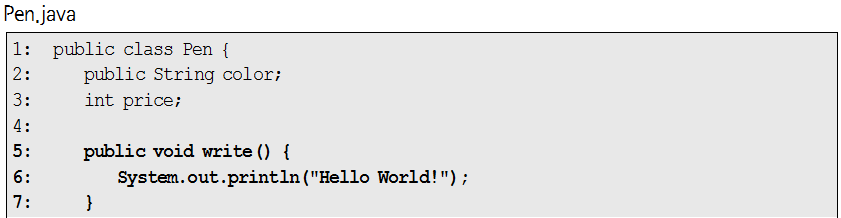 Pen.java
1: public class Pen {
2: public String color;
3: int price;
4:
5: public void write() {
6: System.out.println("Hello World!");
7: }